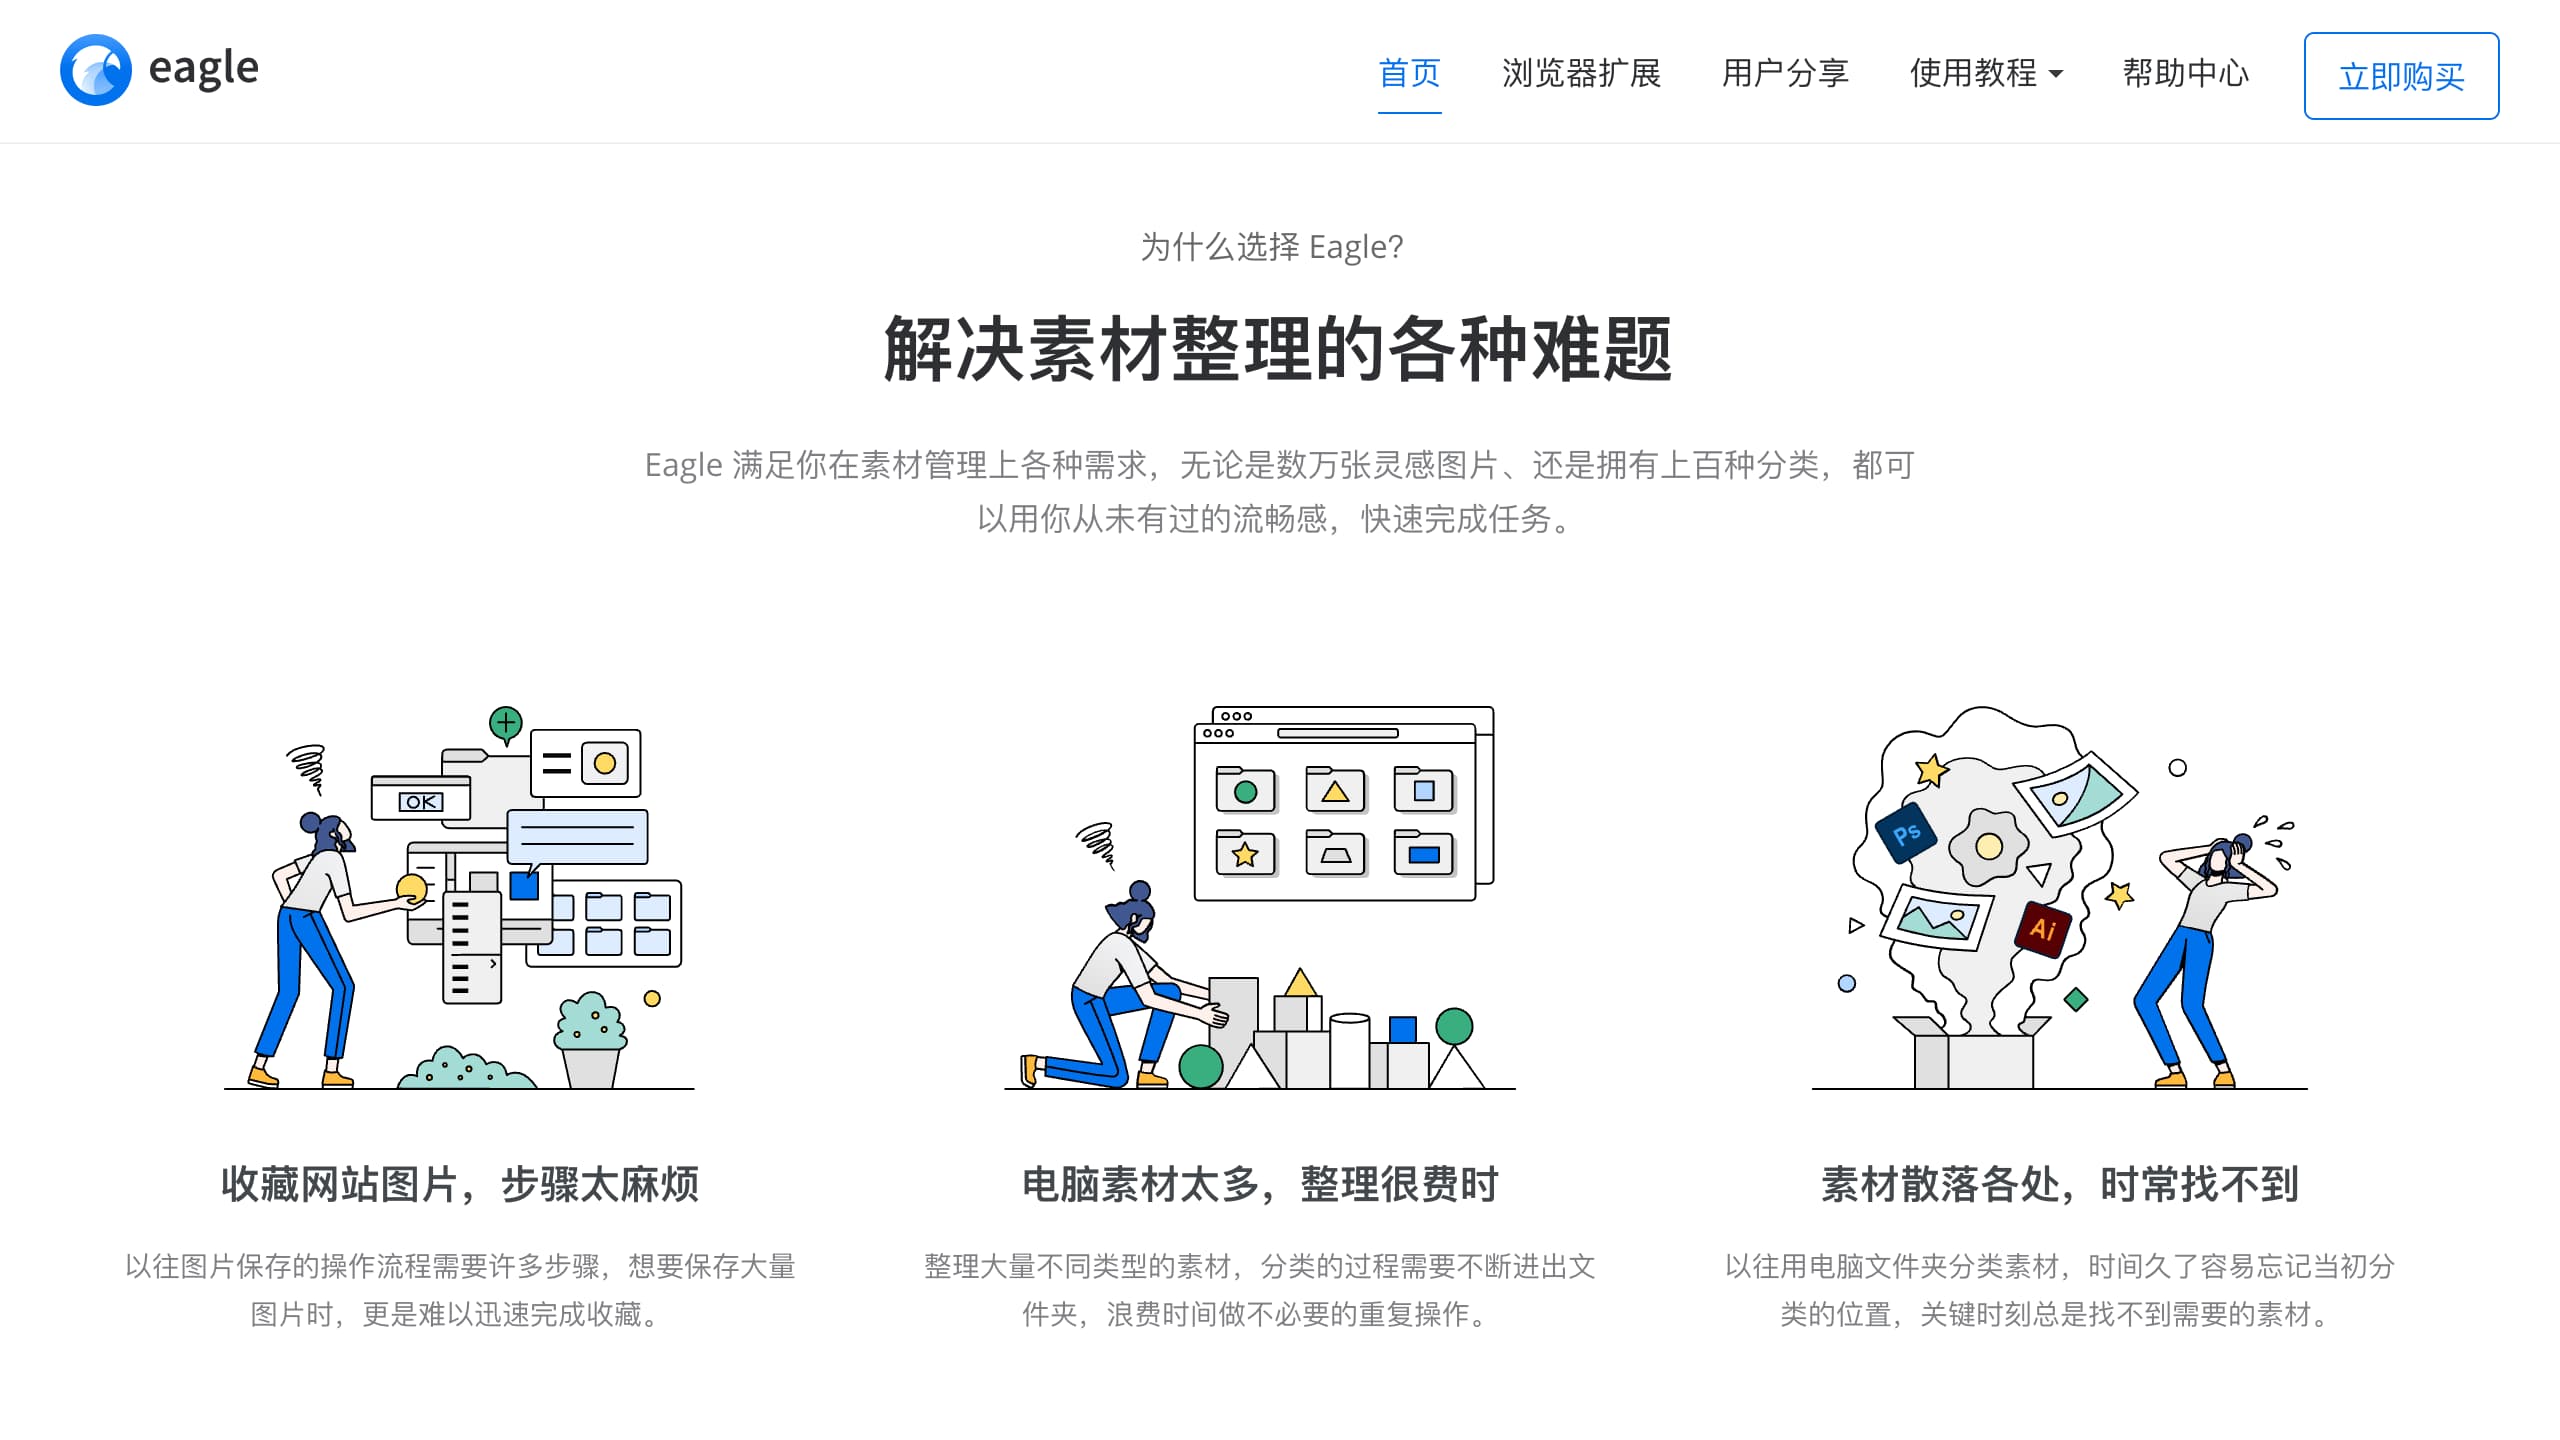 eagle
首页 浏览器扩展 用户分享 使用教程 帮助中心 立即购买
为什么选择 Eagle？
解决素材整理的各种难题
Eagle 满足你在素材管理上各种需求，无论是数万张灵感图片、还是拥有上百种分类，都可
以用你从未有过的流畅感，快速完成任务。
OK
Ps
Ai
收藏网站图片，步骤太麻烦
以往图片保存的操作流程需要许多步骤，想要保存大量
图片时，更是难以迅速完成收藏。
电脑素材太多，整理很费时
整理大量不同类型的素材，分类的过程需要不断进出文
件夹，浪费时间做不必要的重复操作。
素材散落各处，时常找不到
以往用电脑文件夹分类素材，时间久了容易忘记当初分
类的位置，关键时刻总是找不到需要的素材。